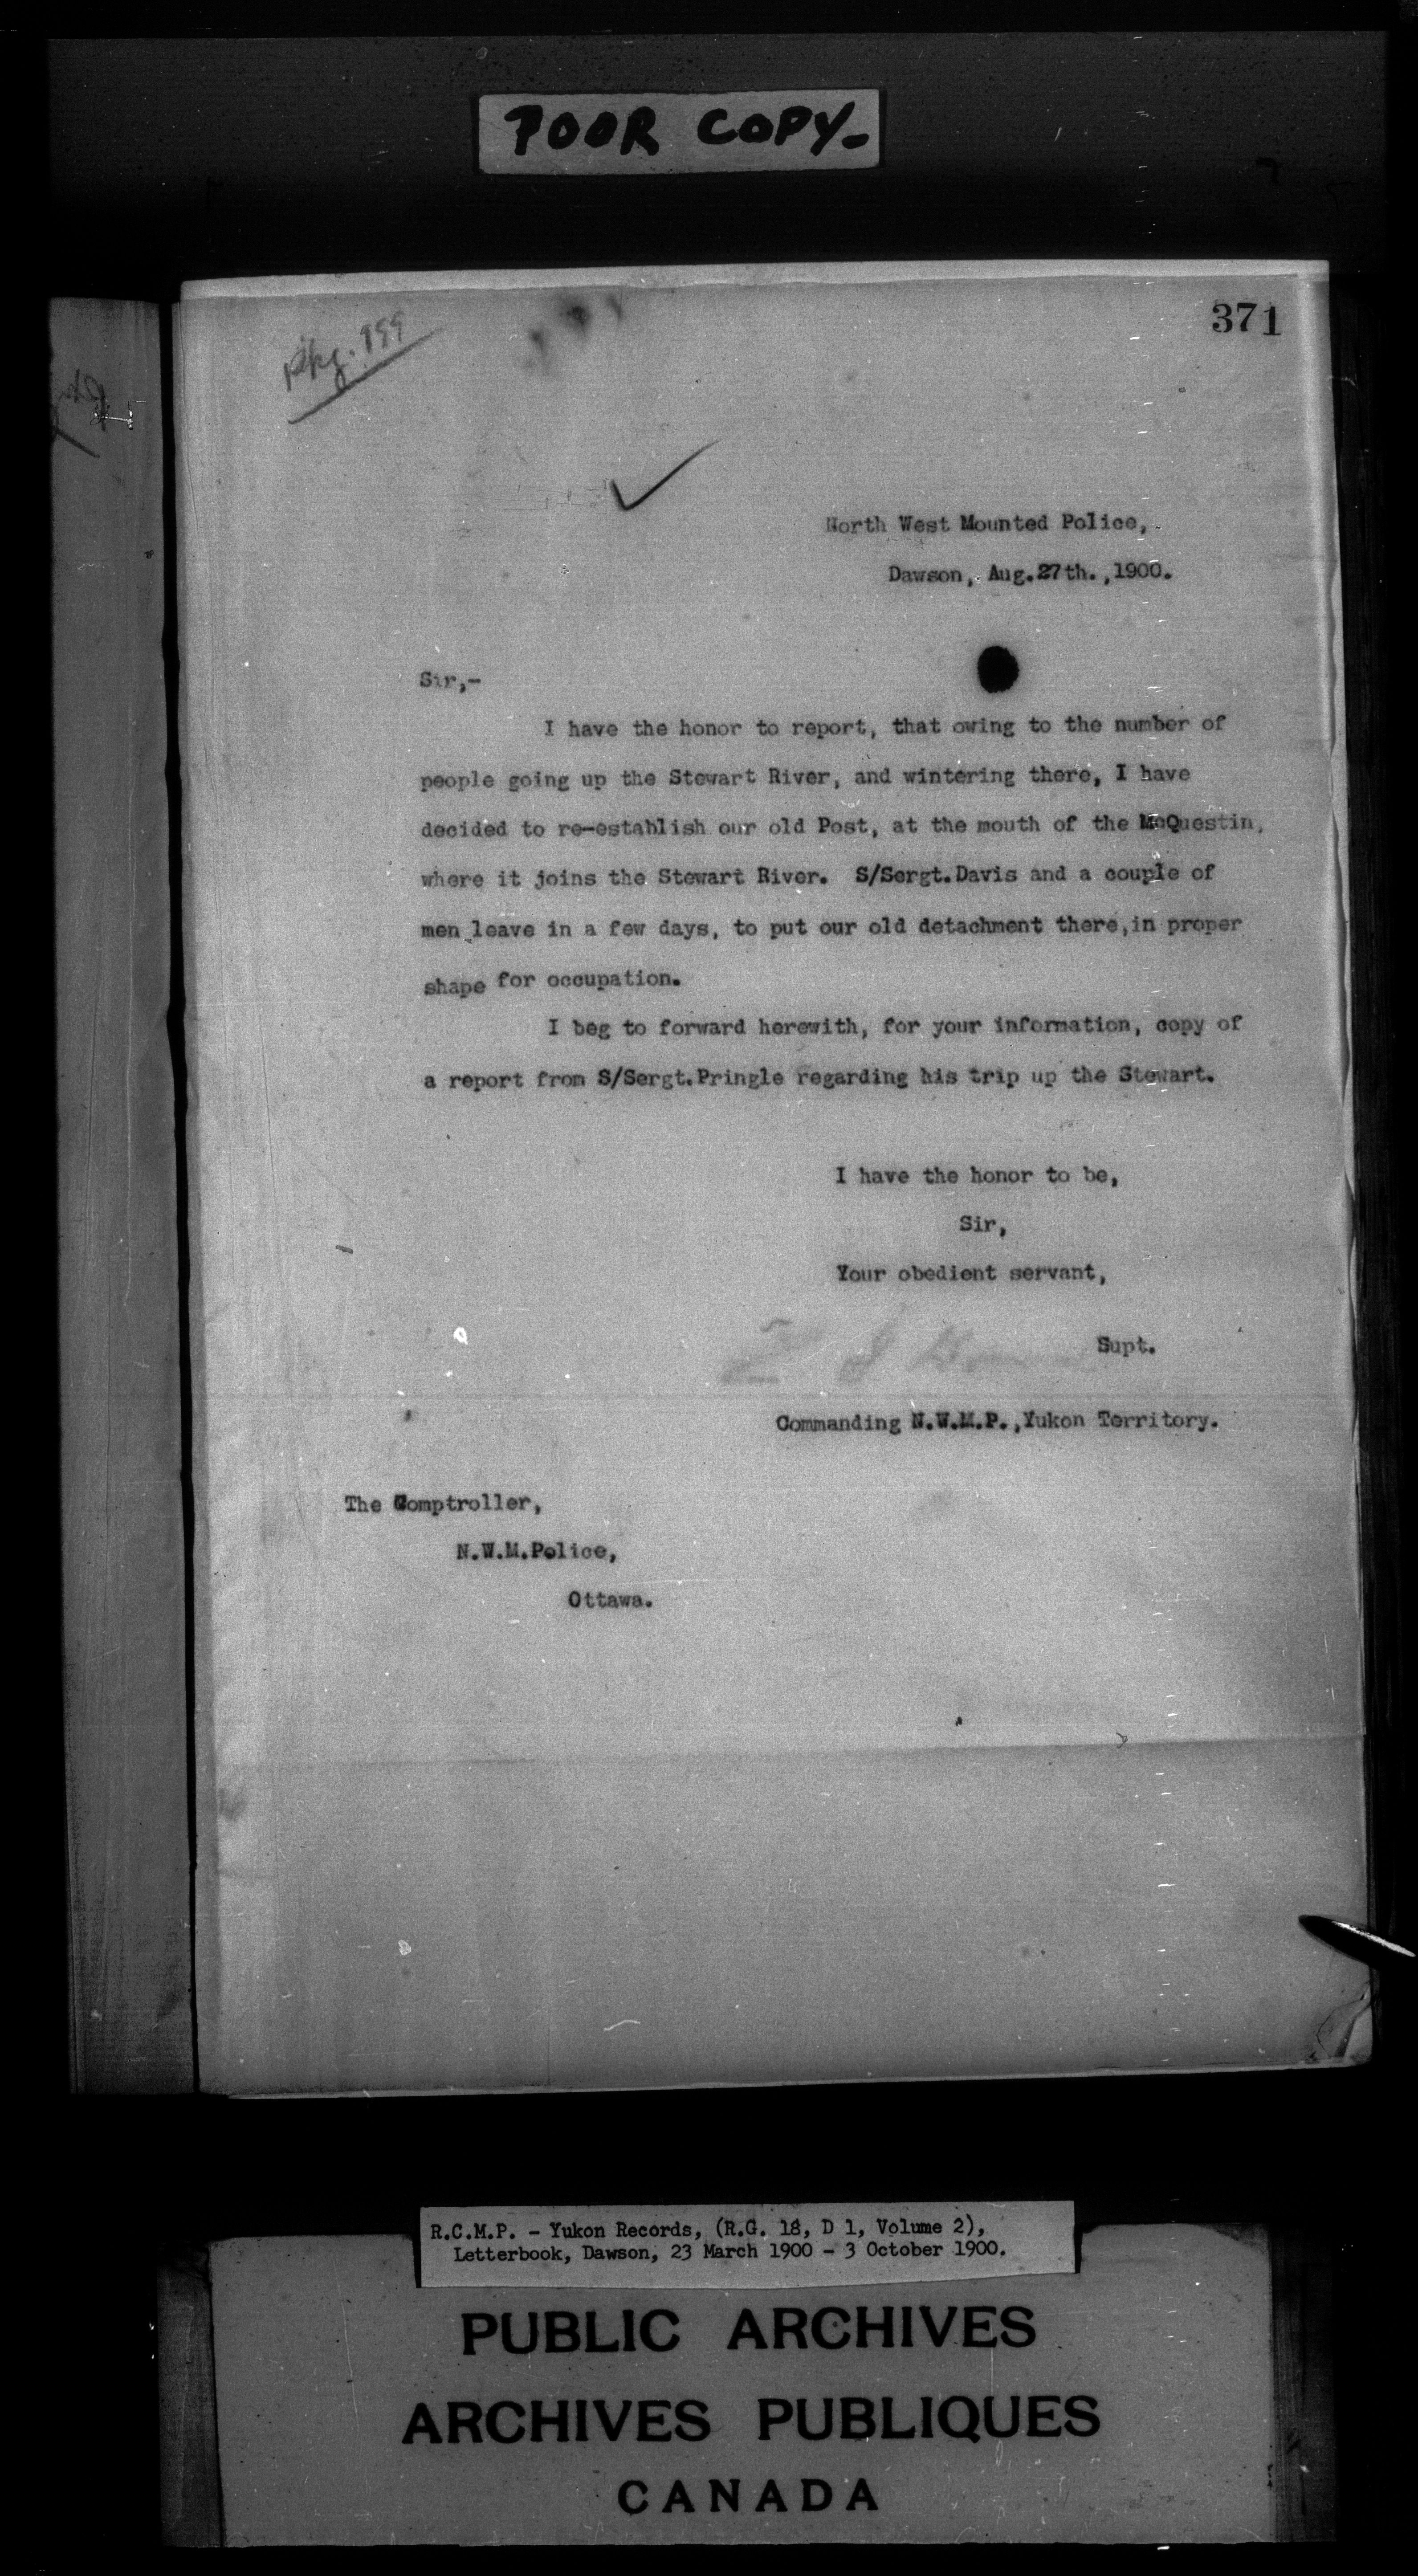 POOR COPY-
371
Pkg. 199
North West Mounted Police,
Dawson, Aug.27th.,1900.
Sir,-
I have the honor to report, that owing to the number of
people going up the Stewart River, and wintering there, I have
decided to re-establish our old Post, at the mouth of the McQuestin,
where it joins the Stewart River. S/Sergt.Davis and a couple of
men leave in a few days, to put our old detachment there,in proper
shape for occupation.
I beg to forward herewith, for your information, copy of
a report from S/Sergt.Pringle regarding his trip up the Stewart.
I have the honor to be,
Sir,
Your obedient servant,
Supt.
Commanding N.W.M.P.,Yukon Territory.
The Comptroller,
N.W.M.Police,
Ottawa.
R.C.M.P. - Yukon Records, (R.G. 18, D 1, Volume 2),
Letterbook, Dawson, 23 March 1900 - 3 October 1900.
PUBLIC ARCHIVES
ARCHIVES PUBLIQUES
CANADA